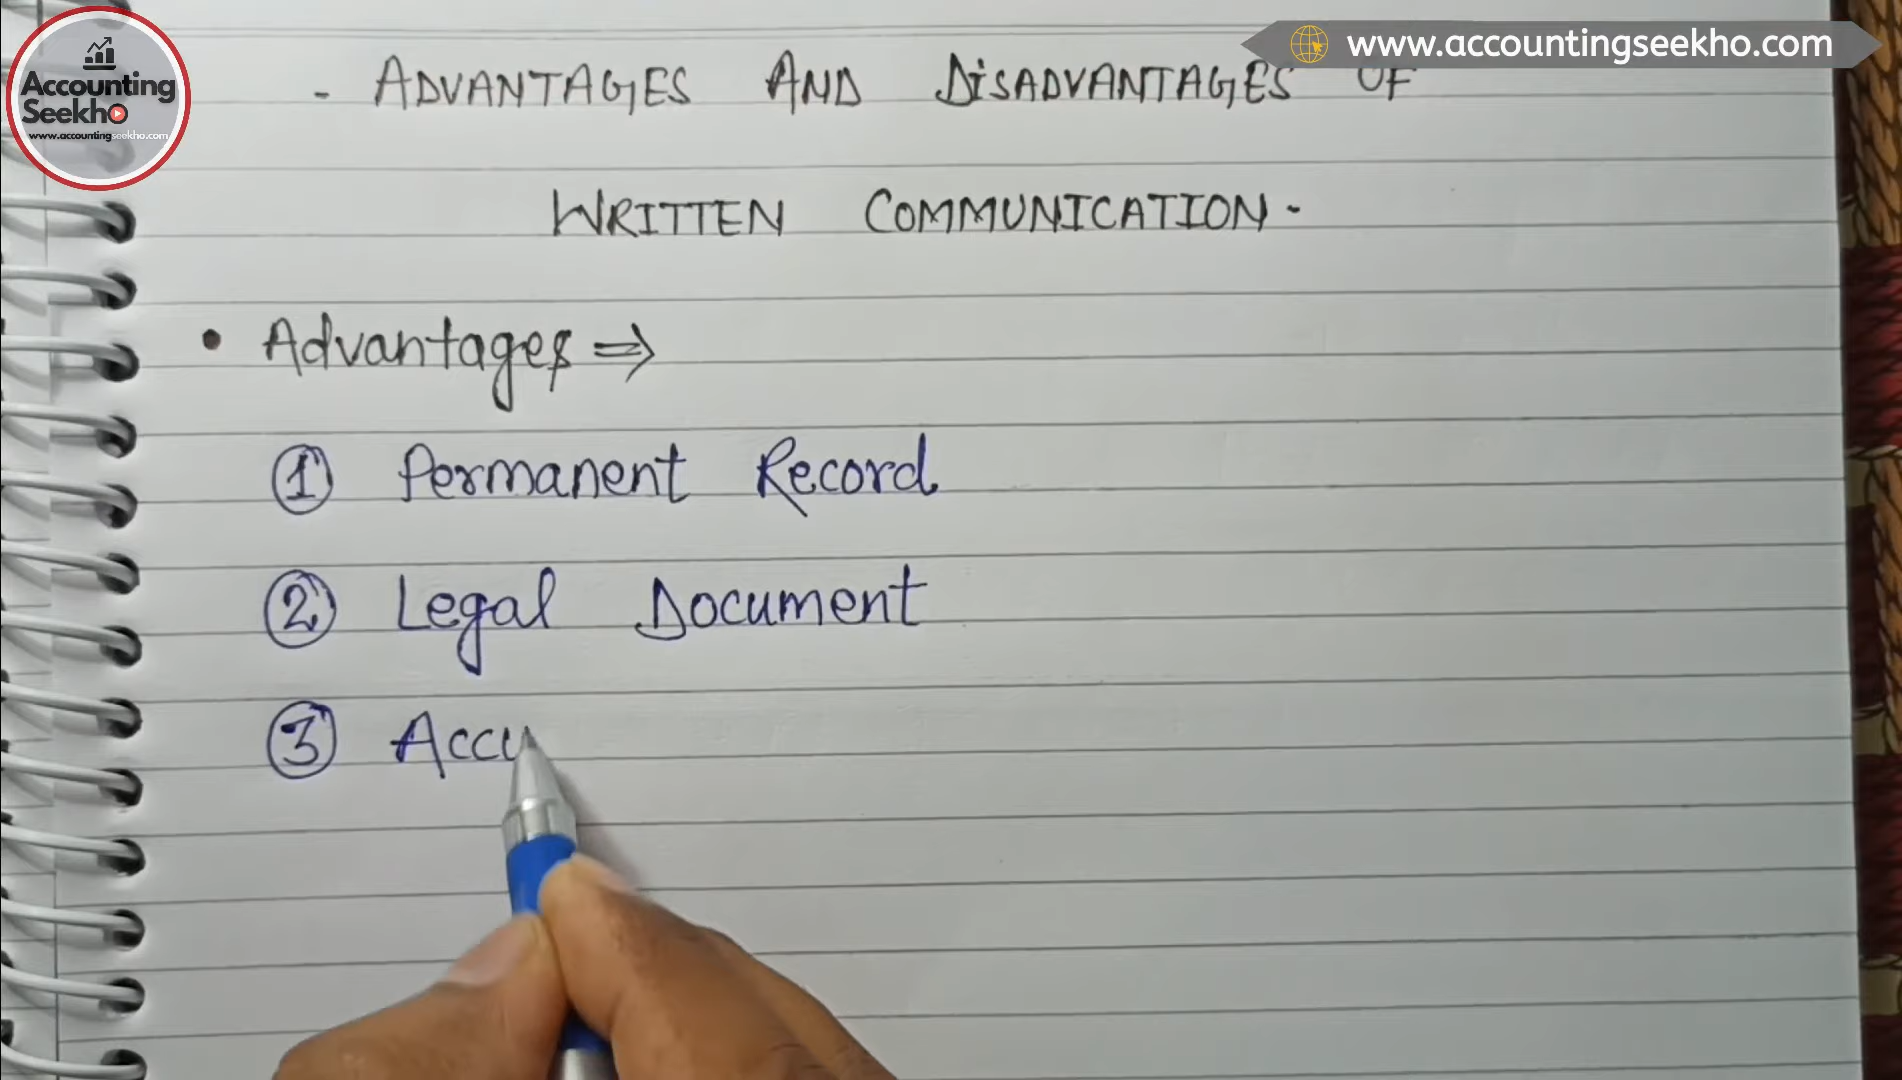 Accounting
Seekho
www.accountingseekho.com
www.accountingseekho.com
- ADVANTAGES AND DISADVANTAGES OF
WRITTEN COMMUNICATION -
• Advantages ⇒
① Permanent Record
② Legal Document
③ Accu